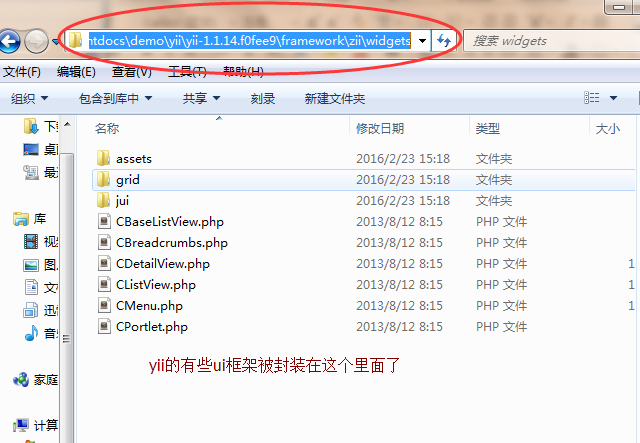 ntdocs\demo\yii\yii-1.1.14.f0fee9\framework\zii\widgets
搜索 widgets
文件(F) 编辑(E) 查看(V) 工具(T) 帮助(H)
组织 包含到库中 共享 刻录 新建文件夹
名称 修改日期 类型 大小
下载
桌面
最近
库
视频
图片
文档
迅雷
音乐
家庭
计算
assets 2016/2/23 15:18 文件夹
grid 2016/2/23 15:18 文件夹
jui 2016/2/23 15:18 文件夹
CBaseListView.php 2013/8/12 8:15 PHP 文件
CBreadcrumbs.php 2013/8/12 8:15 PHP 文件
CDetailView.php 2013/8/12 8:15 PHP 文件 1
CListView.php 2013/8/12 8:15 PHP 文件 1
CMenu.php 2013/8/12 8:15 PHP 文件 1
CPortlet.php 2013/8/12 8:15 PHP 文件
yii的有些ui框架被封装在这个里面了